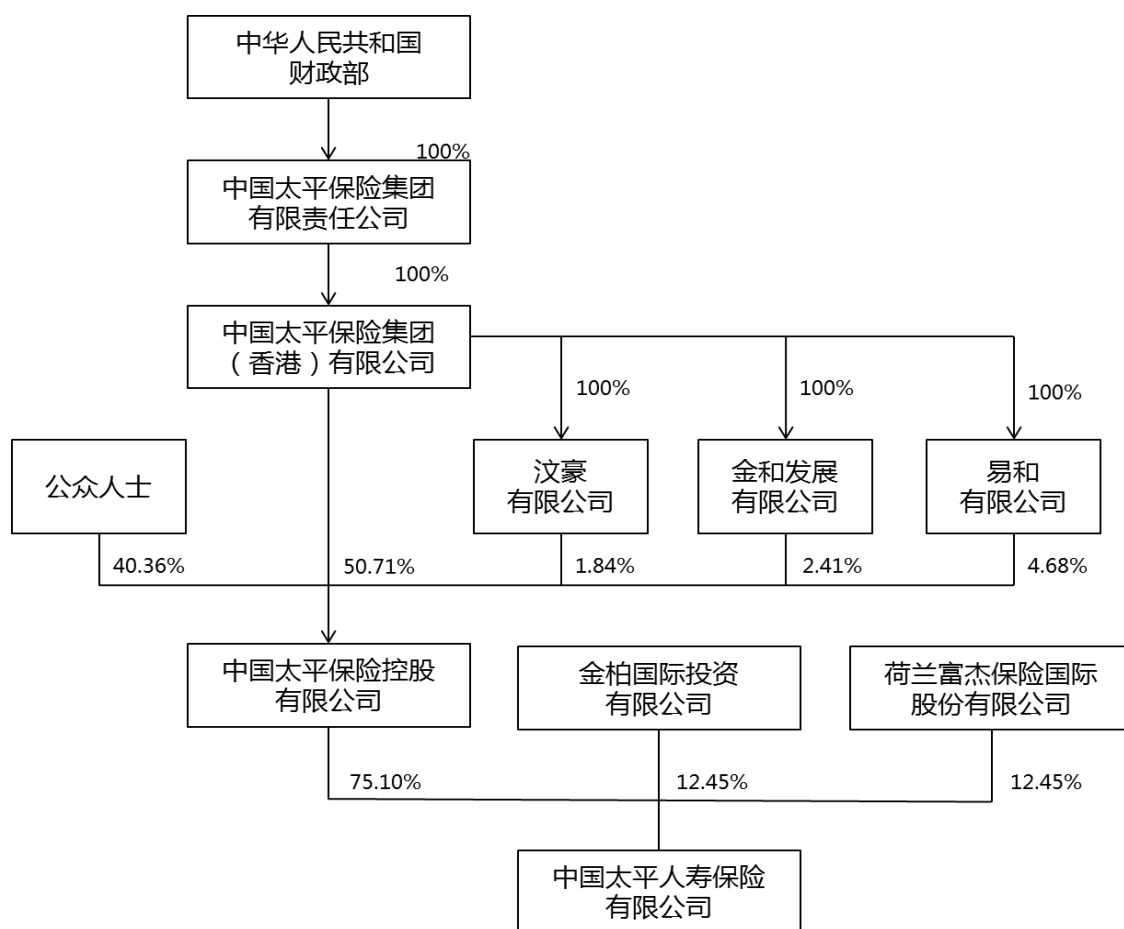 中华人民共和国
财政部
100%
中国太平保险集团
有限责任公司
100%
中国太平保险集团
（香港）有限公司
100%
100%
100%
公众人士
汶豪
有限公司
金和发展
有限公司
易和
有限公司
40.36%
50.71%
1.84%
2.41%
4.68%
中国太平保险控股
有限公司
金柏国际投资
有限公司
荷兰富杰保险国际
股份有限公司
75.10%
12.45%
12.45%
中国太平人寿保险
有限公司